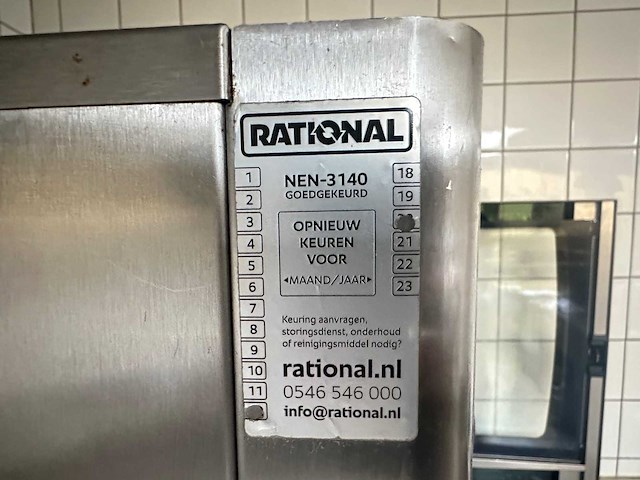 RATIONAL
NEN-3140
GOEDGEKEURD
OPNIEUW
KEUREN
VOOR
◂MAAND/JAAR▸
1
2
3
4
5
6
7
8
9
10
11
18
19
21
22
23
Keuring aanvragen,
storingsdienst, onderhoud
of reinigingsmiddel nodig?
rational.nl
0546 546 000
info@rational.nl